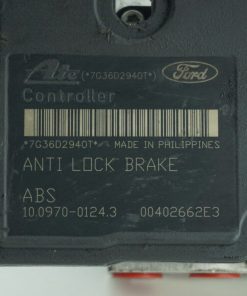 Ate (*7G36D2940T*) Ford
Controller
*7G36D2940T* MADE IN PHILIPPINES
ANTI LOCK BRAKE
ABS
10.0970-0124.3 00402662E3